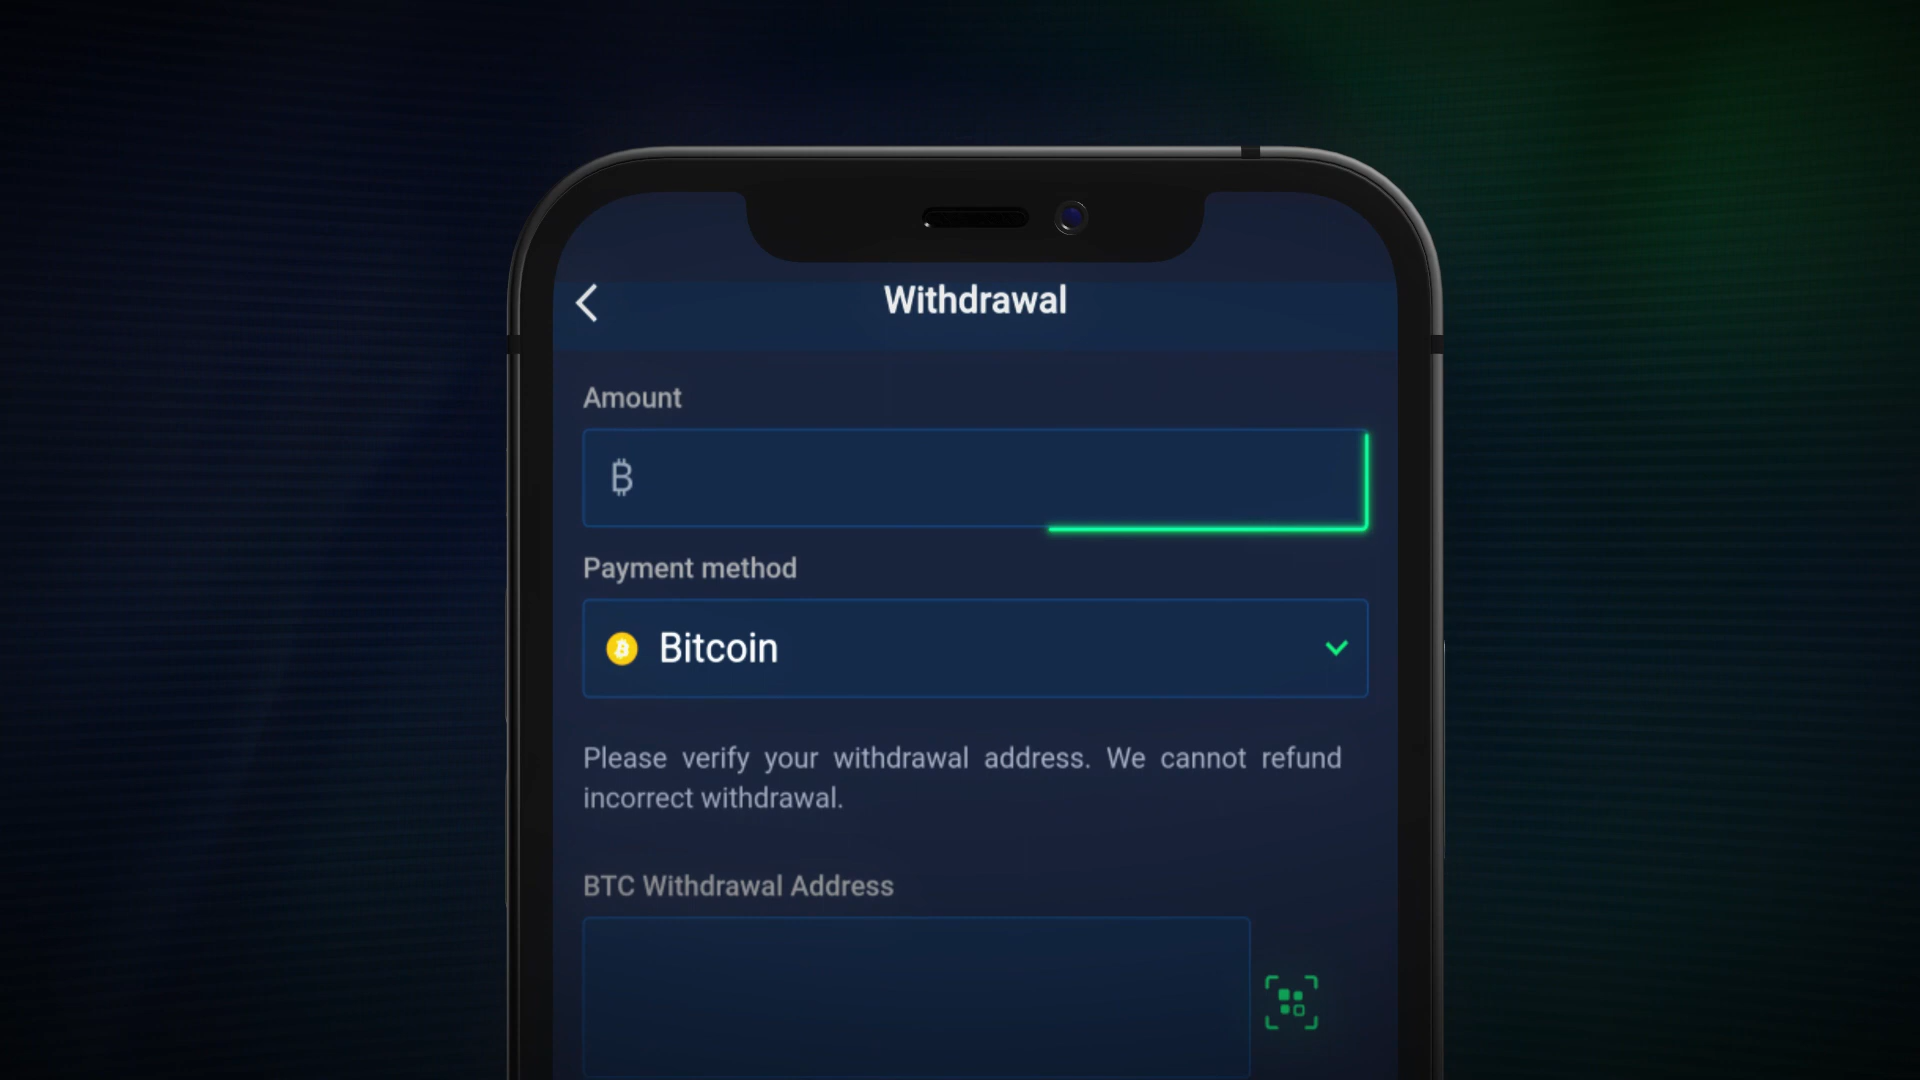 Withdrawal
Amount
₿
Payment method
Bitcoin
Please verify your withdrawal address. We cannot refund
incorrect withdrawal.
BTC Withdrawal Address